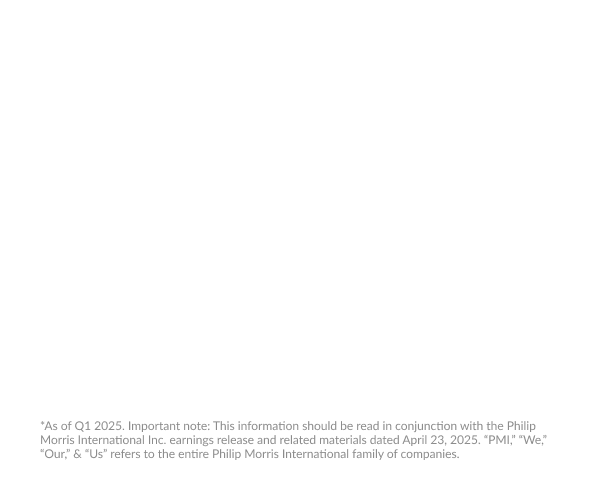 *As of Q1 2025. Important note: This information should be read in conjunction with the Philip
Morris International Inc. earnings release and related materials dated April 23, 2025. “PMI,” “We,”
“Our,” & “Us” refers to the entire Philip Morris International family of companies.